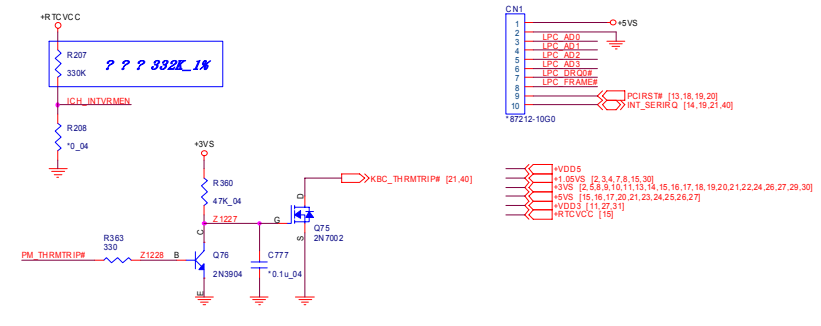 +RTCVCC
R207
330K
? ? ? 332K_1%
ICH_INTVRMEN
R208
*0_04
+3VS
R360
47K_04
Z1227
KBC_THRMTRIP# [21,40]
D
G
S
Q75
2N7002
R363
330
PM_THRMTRIP#
Z1228
B
C
E
Q76
2N3904
C777
*0.1u_04
CN1
1
2
3
4
5
6
7
8
9
10
+5VS
LPC_AD0
LPC_AD1
LPC_AD2
LPC_AD3
LPC_DRQ0#
LPC_FRAME#
PCIRST# [13,18,19,20]
INT_SERIRQ [14,19,21,40]
*87212-10G0
+VDD5
+1.05VS [2,3,4,7,8,15,30]
+3VS [2,5,8,9,10,11,13,14,15,16,17,18,19,20,21,22,24,26,27,29,30]
+5VS [15,16,17,20,21,23,24,25,26,27]
+VDD3 [11,27,31]
+RTCVCC [15]